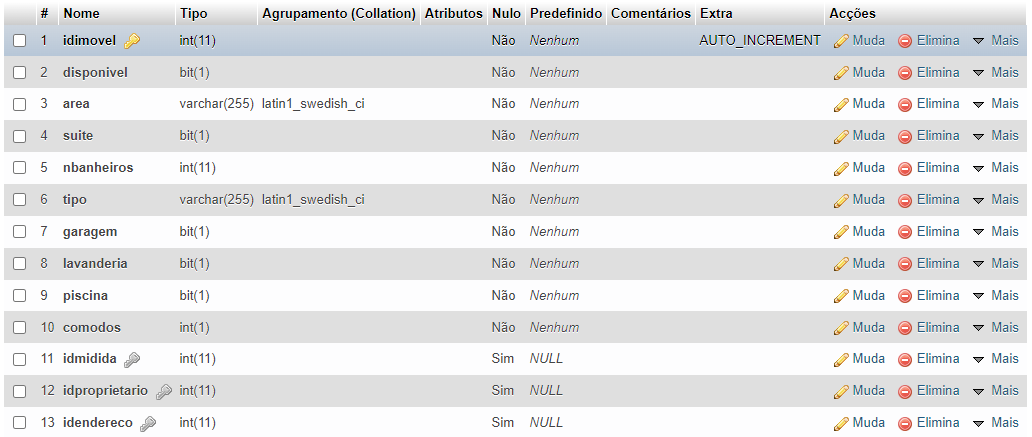 # Nome Tipo Agrupamento (Collation) Atributos Nulo Predefinido Comentários Extra Acções
1 idimovel int(11) Não Nenhum AUTO_INCREMENT Muda Elimina Mais
2 disponivel bit(1) Não Nenhum Muda Elimina Mais
3 area varchar(255) latin1_swedish_ci Não Nenhum Muda Elimina Mais
4 suite bit(1) Não Nenhum Muda Elimina Mais
5 nbanheiros int(11) Não Nenhum Muda Elimina Mais
6 tipo varchar(255) latin1_swedish_ci Não Nenhum Muda Elimina Mais
7 garagem bit(1) Não Nenhum Muda Elimina Mais
8 lavanderia bit(1) Não Nenhum Muda Elimina Mais
9 piscina bit(1) Não Nenhum Muda Elimina Mais
10 comodos int(1) Não Nenhum Muda Elimina Mais
11 idmidida int(11) Sim NULL Muda Elimina Mais
12 idproprietario int(11) Sim NULL Muda Elimina Mais
13 idendereco int(11) Sim NULL Muda Elimina Mais